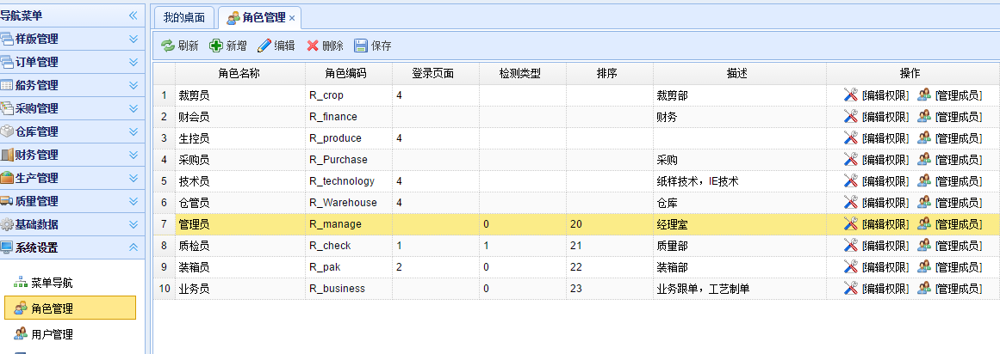 导航菜单
样版管理
订单管理
船务管理
采购管理
仓库管理
财务管理
生产管理
质量管理
基础数据
系统设置
菜单导航
角色管理
用户管理
我的桌面 角色管理 ×
刷新 新增 编辑 删除 保存
角色名称 角色编码 登录页面 检测类型 排序 描述 操作
1 裁剪员 R_crop 4 裁剪部 [编辑权限] [管理成员]
2 财会员 R_finance 财务 [编辑权限] [管理成员]
3 生控员 R_produce 4 [编辑权限] [管理成员]
4 采购员 R_Purchase 采购 [编辑权限] [管理成员]
5 技术员 R_technology 4 纸样技术，IE技术 [编辑权限] [管理成员]
6 仓管员 R_Warehouse 4 仓库 [编辑权限] [管理成员]
7 管理员 R_manage 0 20 经理室 [编辑权限] [管理成员]
8 质检员 R_check 1 1 21 质量部 [编辑权限] [管理成员]
9 装箱员 R_pak 2 0 22 装箱部 [编辑权限] [管理成员]
10 业务员 R_business 0 23 业务跟单，工艺制单 [编辑权限] [管理成员]